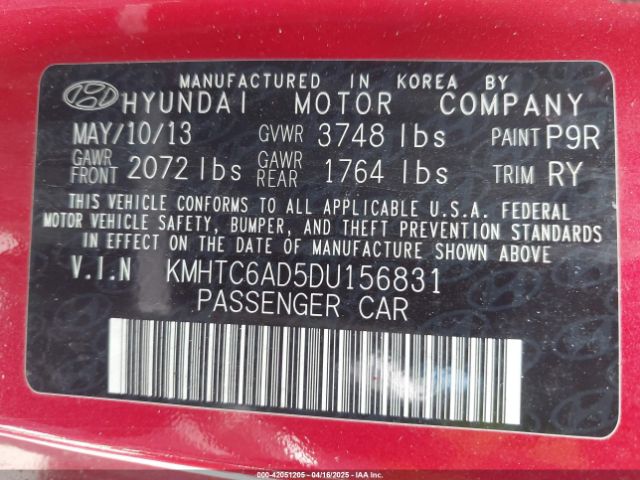 MANUFACTURED IN KOREA BY
HYUNDAI MOTOR COMPANY
MAY/10/13 GVWR 3748 lbs PAINT P9R
GAWR FRONT 2072 lbs GAWR REAR 1764 lbs TRIM RY
THIS VEHICLE CONFORMS TO ALL APPLICABLE U.S.A. FEDERAL
MOTOR VEHICLE SAFETY, BUMPER, AND THEFT PREVENTION STANDARDS
IN EFFECT ON THE DATE OF MANUFACTURE SHOWN ABOVE
V.I.N KMHTC6AD5DU156831
PASSENGER CAR
000-42051205 - 04/16/2025 - IAAI.COM